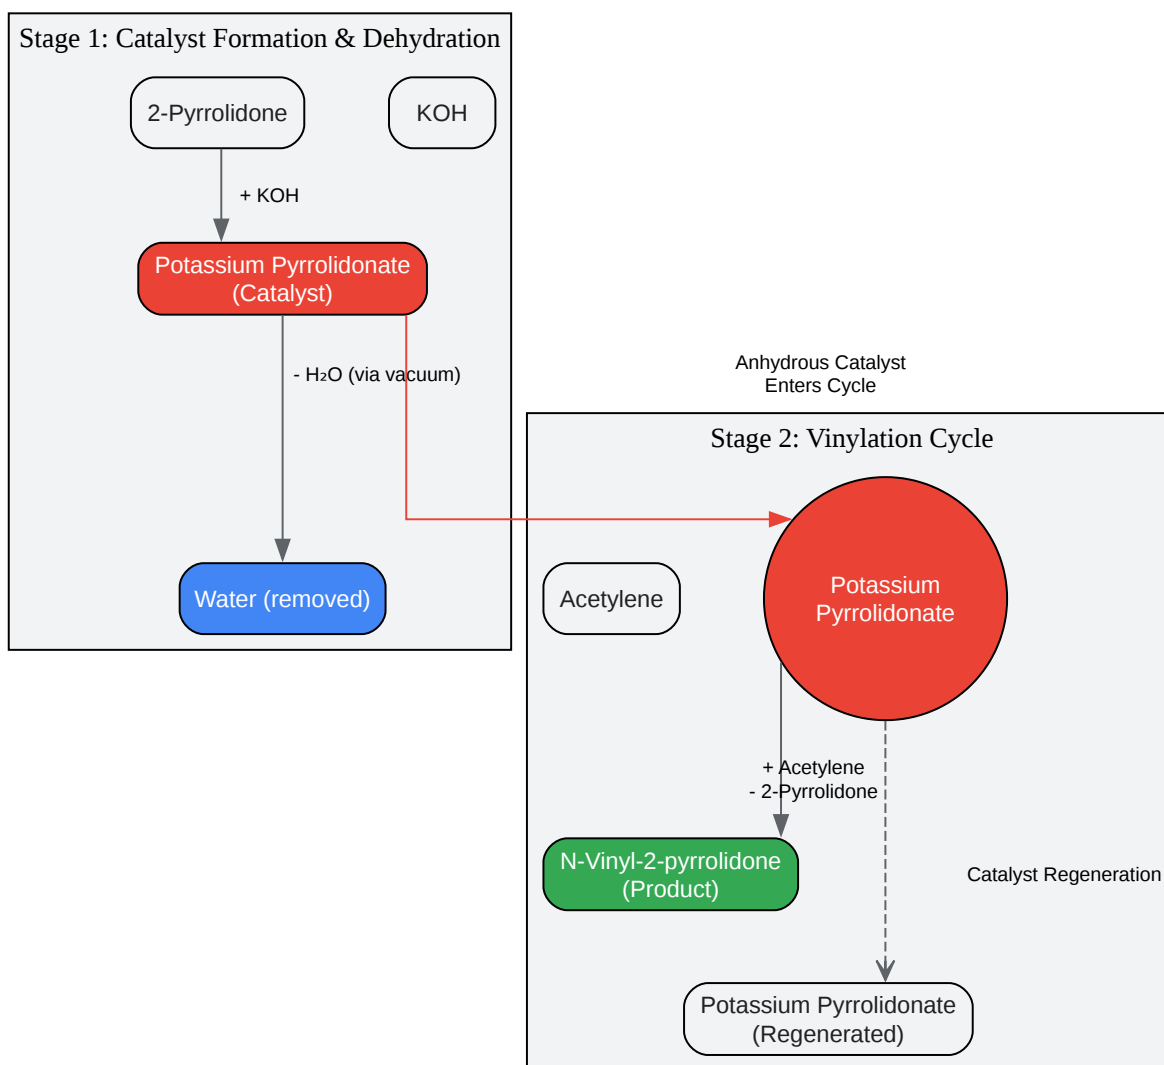 Stage 1: Catalyst Formation & Dehydration
2-Pyrrolidone
KOH
+ KOH
Potassium Pyrrolidonate
(Catalyst)
- H₂O (via vacuum)
Water (removed)
Anhydrous Catalyst
Enters Cycle
Stage 2: Vinylation Cycle
Potassium
Pyrrolidonate
Acetylene
+ Acetylene
- 2-Pyrrolidone
N-Vinyl-2-pyrrolidone
(Product)
Catalyst Regeneration
Potassium Pyrrolidonate
(Regenerated)